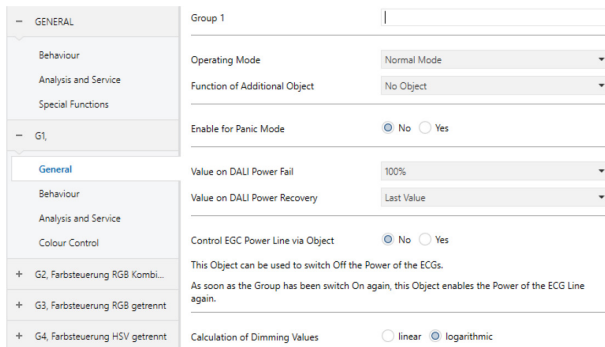 − GENERAL
Behaviour
Analysis and Service
Special Functions
− G1,
General
Behaviour
Analysis and Service
Colour Control
+ G2, Farbsteuerung RGB Kombi...
+ G3, Farbsteuerung RGB getrennt
+ G4, Farbsteuerung HSV getrennt
Group 1
Operating Mode Normal Mode
Function of Additional Object No Object
Enable for Panic Mode No Yes
Value on DALI Power Fail 100%
Value on DALI Power Recovery Last Value
Control EGC Power Line via Object No Yes
This Object can be used to switch Off the Power of the ECGs.
As soon as the Group has been switch On again, this Object enables the Power of the ECG Line
again.
Calculation of Dimming Values linear logarithmic